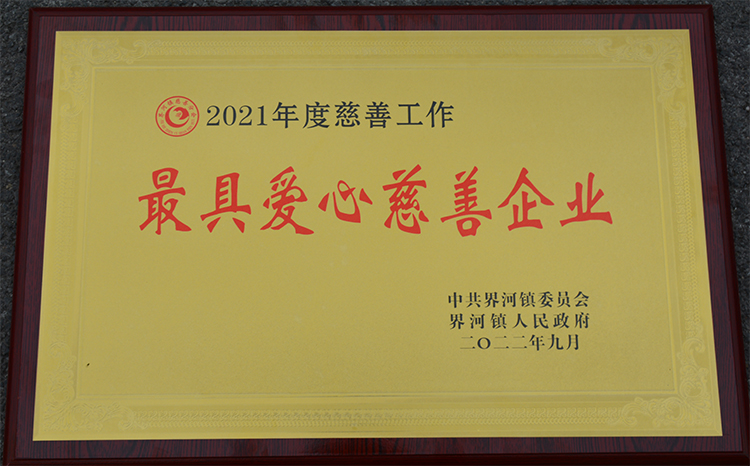 2021年度慈善工作
最具爱心慈善企业
中共界河镇委员会
界河镇人民政府
二〇二二年九月